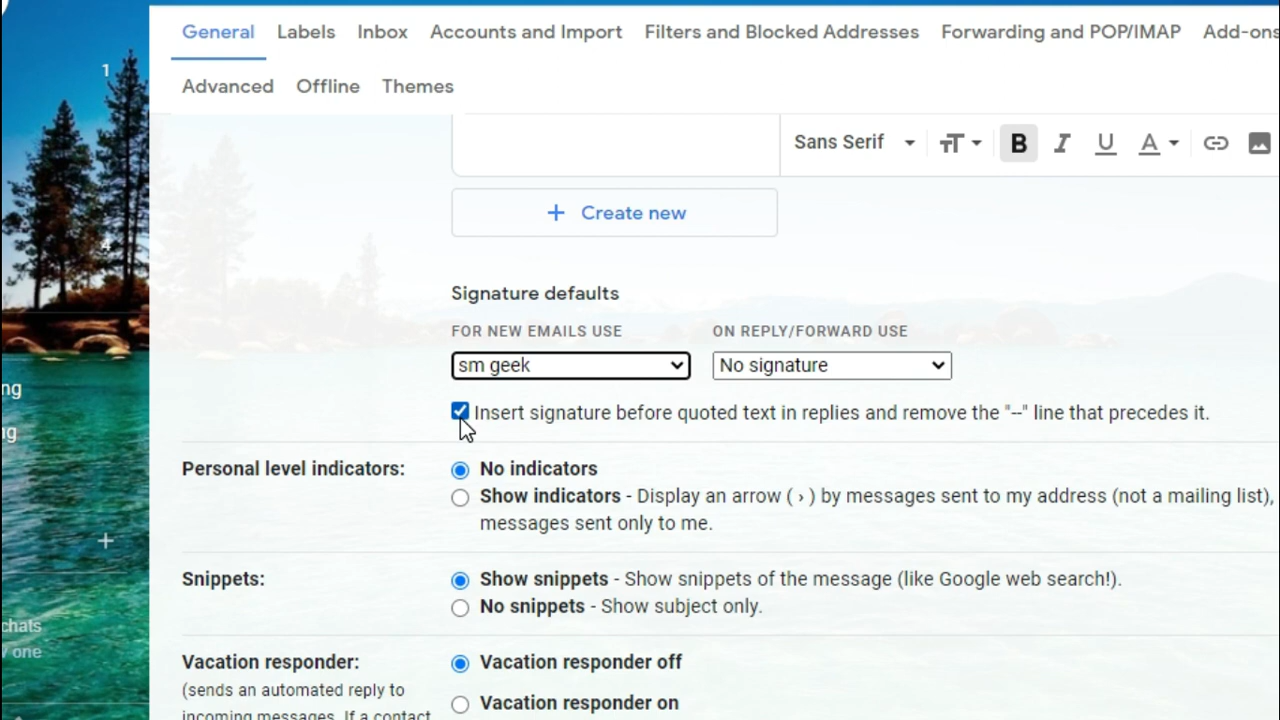 General Labels Inbox Accounts and Import Filters and Blocked Addresses Forwarding and POP/IMAP Add-ons
Advanced Offline Themes
1
4
ng
ng
+
chats
y one
Sans Serif B I U A
+ Create new
Signature defaults
FOR NEW EMAILS USE ON REPLY/FORWARD USE
sm geek No signature
Insert signature before quoted text in replies and remove the "--" line that precedes it.
Personal level indicators: No indicators
Show indicators - Display an arrow ( › ) by messages sent to my address (not a mailing list),
messages sent only to me.
Snippets: Show snippets - Show snippets of the message (like Google web search!).
No snippets - Show subject only.
Vacation responder: Vacation responder off
(sends an automated reply to
Vacation responder on
incoming messages. If a contact